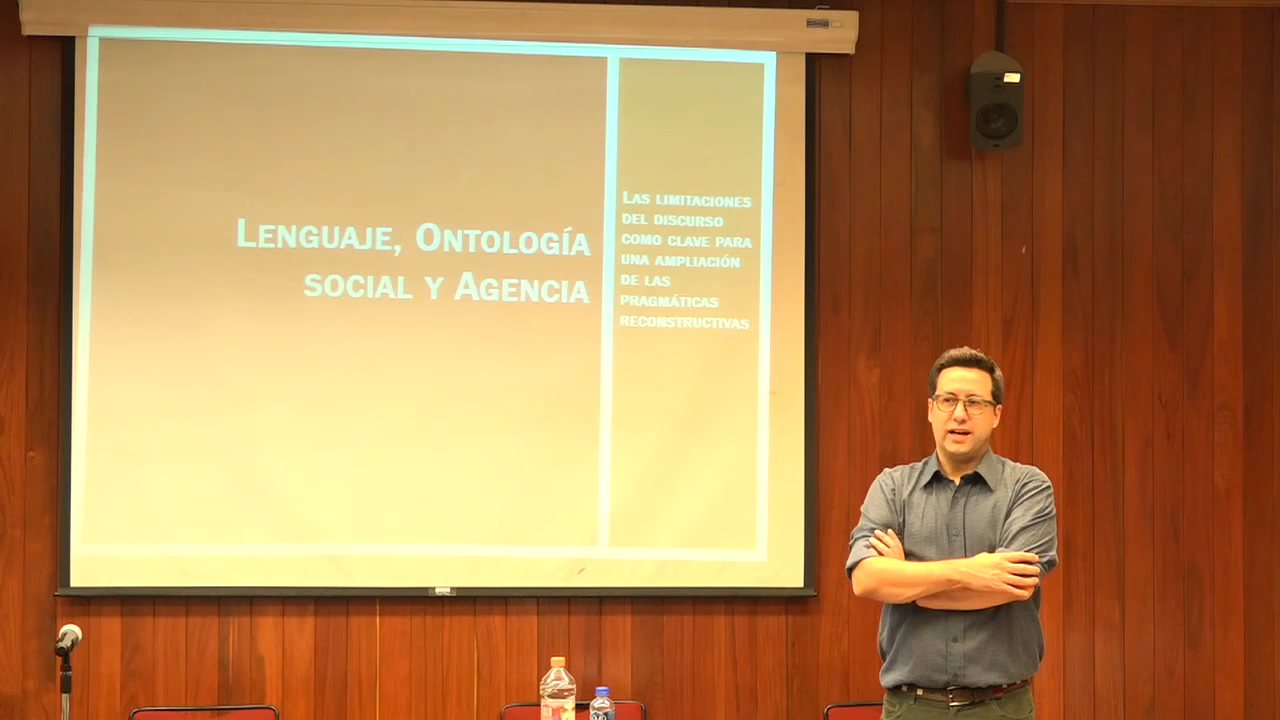 Lenguaje, Ontología
social y Agencia
Las limitaciones
del discurso
como clave para
una ampliación
de las
pragmáticas
reconstructivas